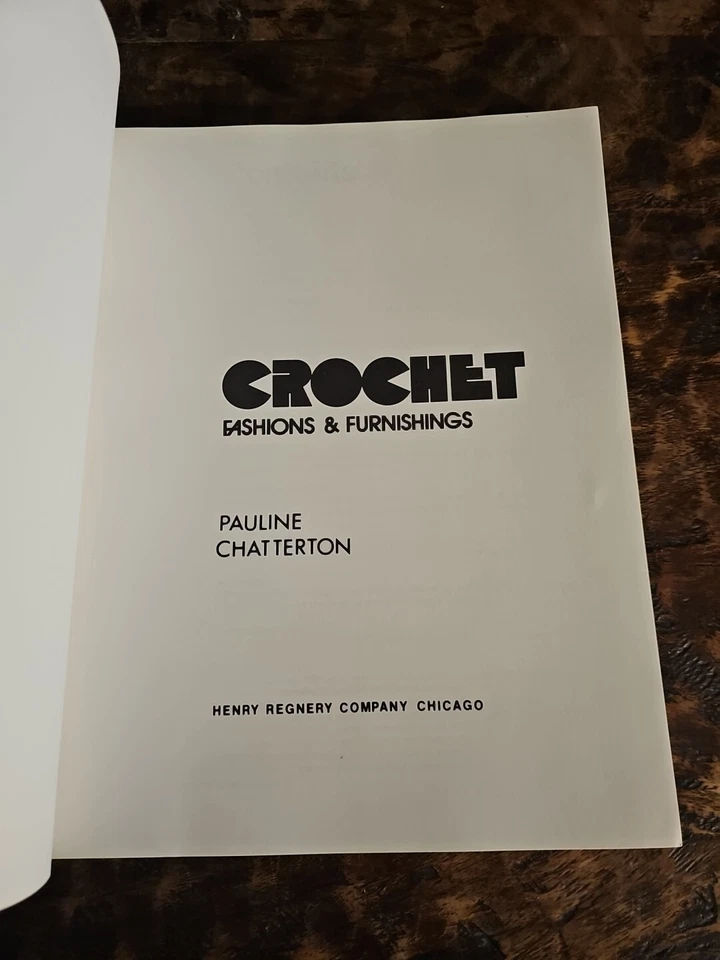 CROCHET
FASHIONS & FURNISHINGS
PAULINE
CHATTERTON
HENRY REGNERY COMPANY CHICAGO